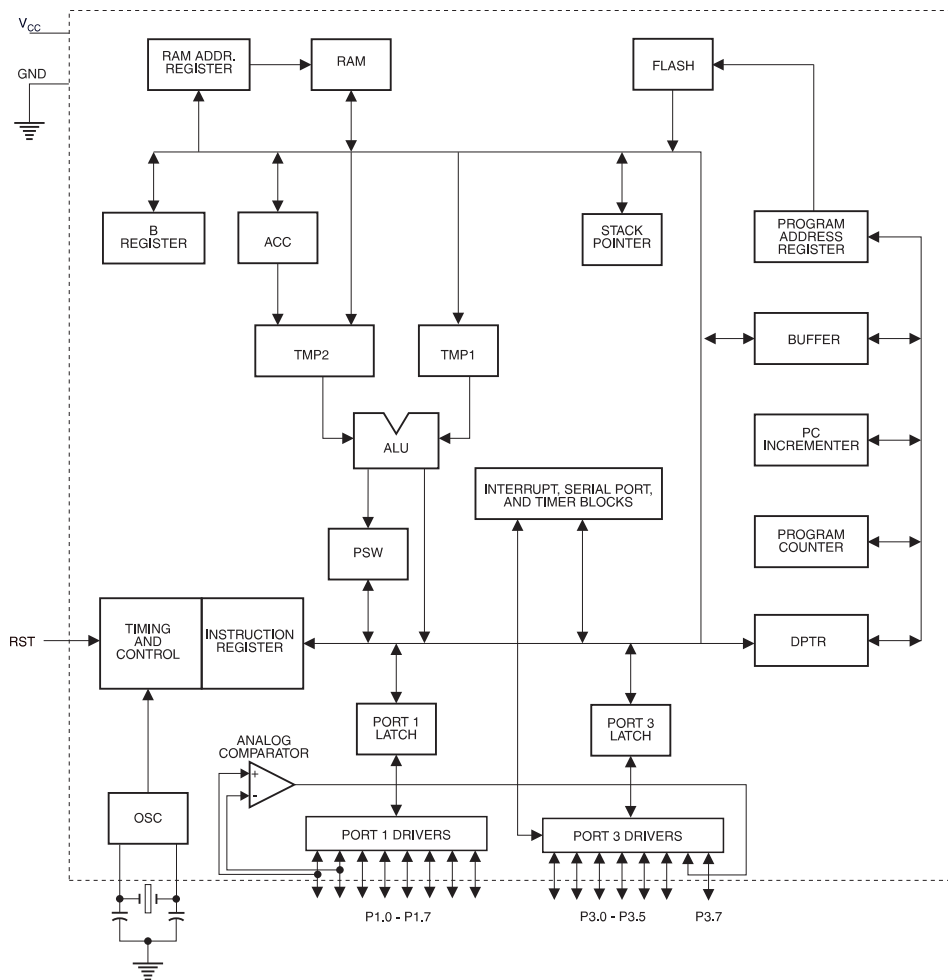 VCC
GND
RAM ADDR.
REGISTER
RAM
FLASH
B
REGISTER
ACC
STACK
POINTER
PROGRAM
ADDRESS
REGISTER
TMP2
TMP1
BUFFER
ALU
PC
INCREMENTER
INTERRUPT, SERIAL PORT,
AND TIMER BLOCKS
PSW
PROGRAM
COUNTER
RST
TIMING
AND
CONTROL
INSTRUCTION
REGISTER
DPTR
PORT 1
LATCH
PORT 3
LATCH
ANALOG
COMPARATOR
+
-
OSC
PORT 1 DRIVERS
PORT 3 DRIVERS
P1.0 - P1.7
P3.0 - P3.5
P3.7